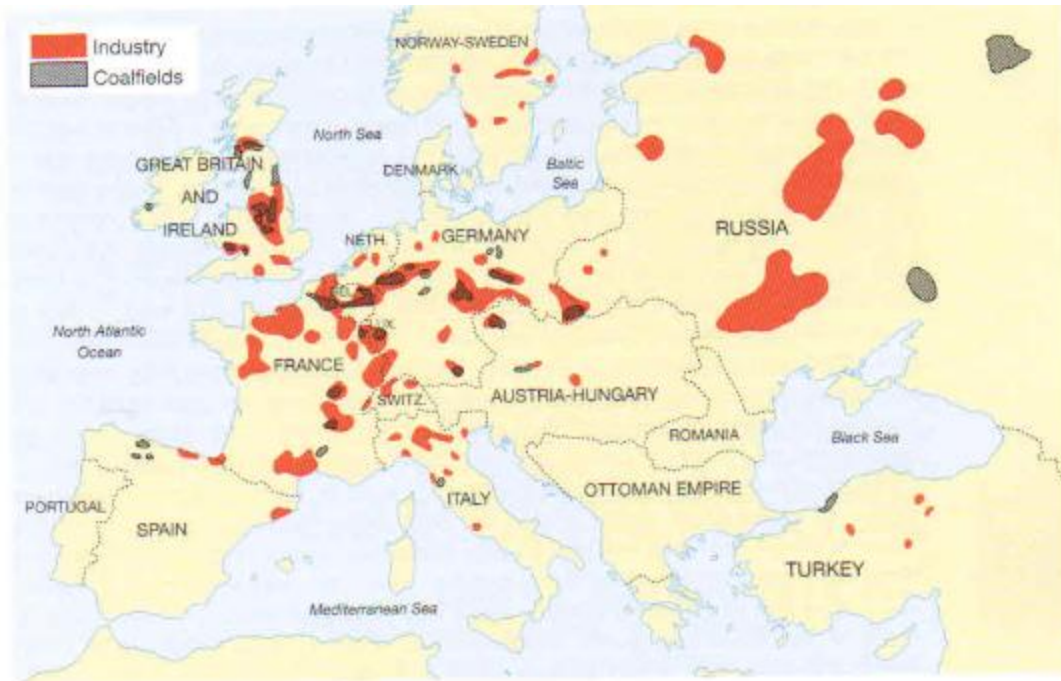 Industry
Coalfields
NORWAY-SWEDEN
North Sea
GREAT BRITAIN
AND
IRELAND
DENMARK
Baltic
Sea
RUSSIA
NETH.
GERMANY
LUX.
North Atlantic
Ocean
FRANCE
SWITZ.
AUSTRIA-HUNGARY
ROMANIA
Black Sea
PORTUGAL
SPAIN
ITALY
OTTOMAN EMPIRE
TURKEY
Mediterranean Sea